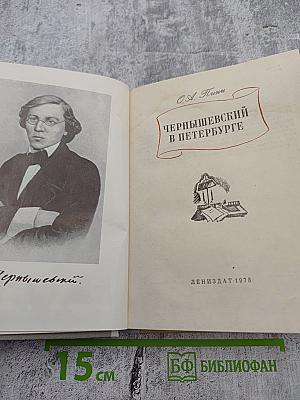 Чернышевский.
О.А. Пини
ЧЕРНЫШЕВСКИЙ
В ПЕТЕРБУРГЕ
ЛЕНИЗДАТ·1978
15 см
БФ БИБЛИОФАН